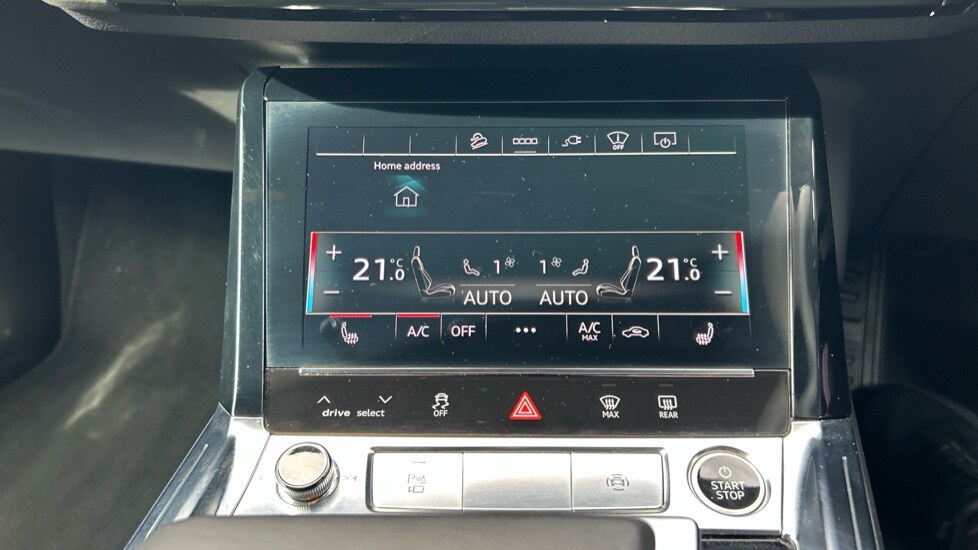 OFF
Home address
+ 21.0 °C 1 1 21.0 °C +
− AUTO AUTO −
A/C OFF ••• A/C MAX
drive select OFF MAX REAR
P
START
STOP